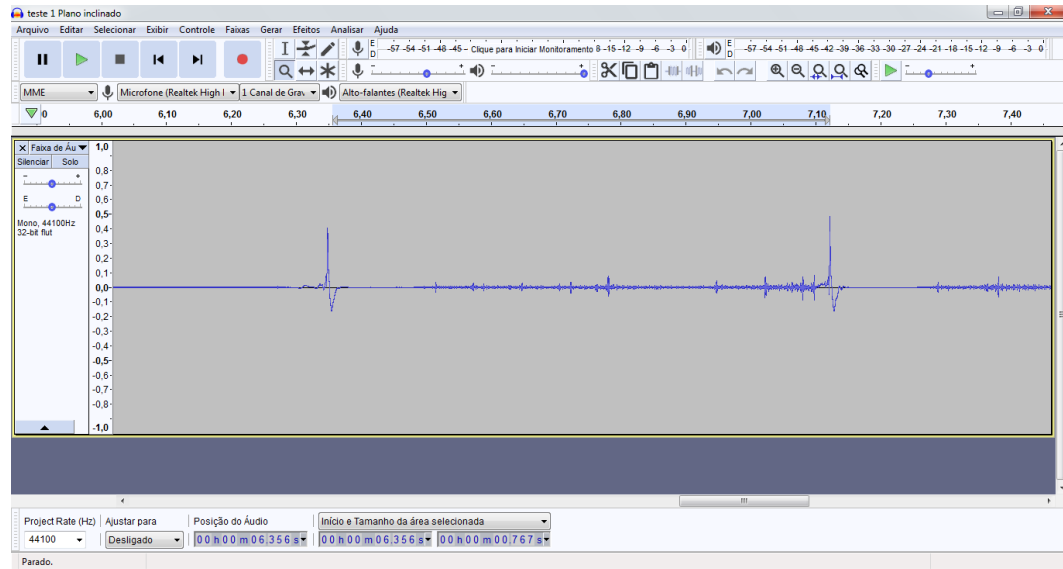 teste 1 Plano inclinado
Arquivo Editar Selecionar Exibir Controle Faixas Gerar Efeitos Analisar Ajuda
E D -57 -54 -51 -48 -45 – Clique para Iniciar Monitoramento 8 -15 -12 -9 -6 -3 0 E D -57 -54 -51 -48 -45 -42 -39 -36 -33 -30 -27 -24 -21 -18 -15 -12 -9 -6 -3 0
MME Microfone (Realtek High 1 Canal de Grav Alto-falantes (Realtek Hig
0 6,00 6,10 6,20 6,30 6,40 6,50 6,60 6,70 6,80 6,90 7,00 7,10 7,20 7,30 7,40
X Faixa de Áu
Silenciar Solo
- +
E D
Mono, 44100Hz
32-bit flut
1,0
0,8
0,7
0,6
0,5
0,4
0,3
0,2
0,1
0,0
-0,1
-0,2
-0,3
-0,4
-0,5
-0,6
-0,7
-0,8
-1,0
Project Rate (Hz) Ajustar para Posição do Áudio Início e Tamanho da área selecionada
44100 Desligado 00 h 00 m 06,356 s 00 h 00 m 06,356 s 00 h 00 m 00,767 s
Parado.